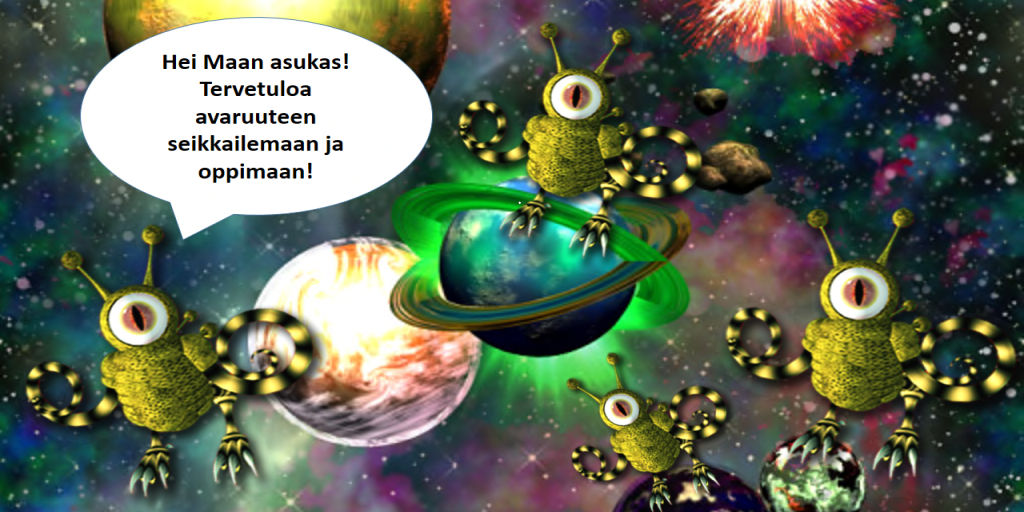 Hei Maan asukas!
Tervetuloa
avaruuteen
seikkailemaan ja
oppimaan!